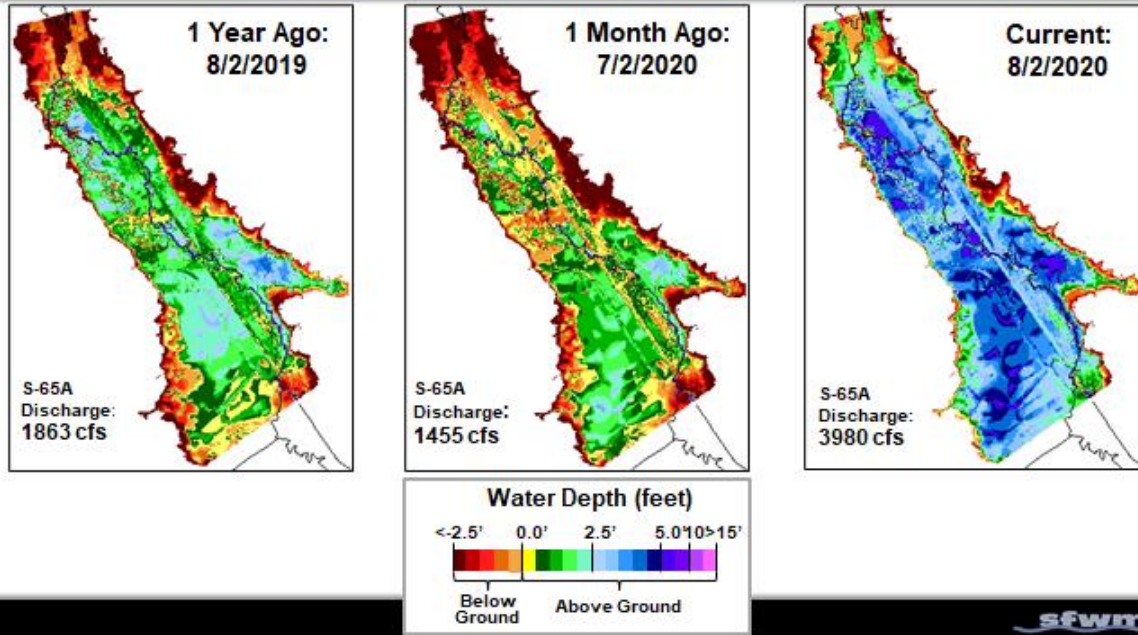 1 Year Ago:
8/2/2019
S-65A
Discharge:
1863 cfs
1 Month Ago:
7/2/2020
S-65A
Discharge:
1455 cfs
Current:
8/2/2020
S-65A
Discharge:
3980 cfs
Water Depth (feet)
<-2.5' 0.0' 2.5' 5.0'10>15'
Below
Ground
Above Ground
sfwm